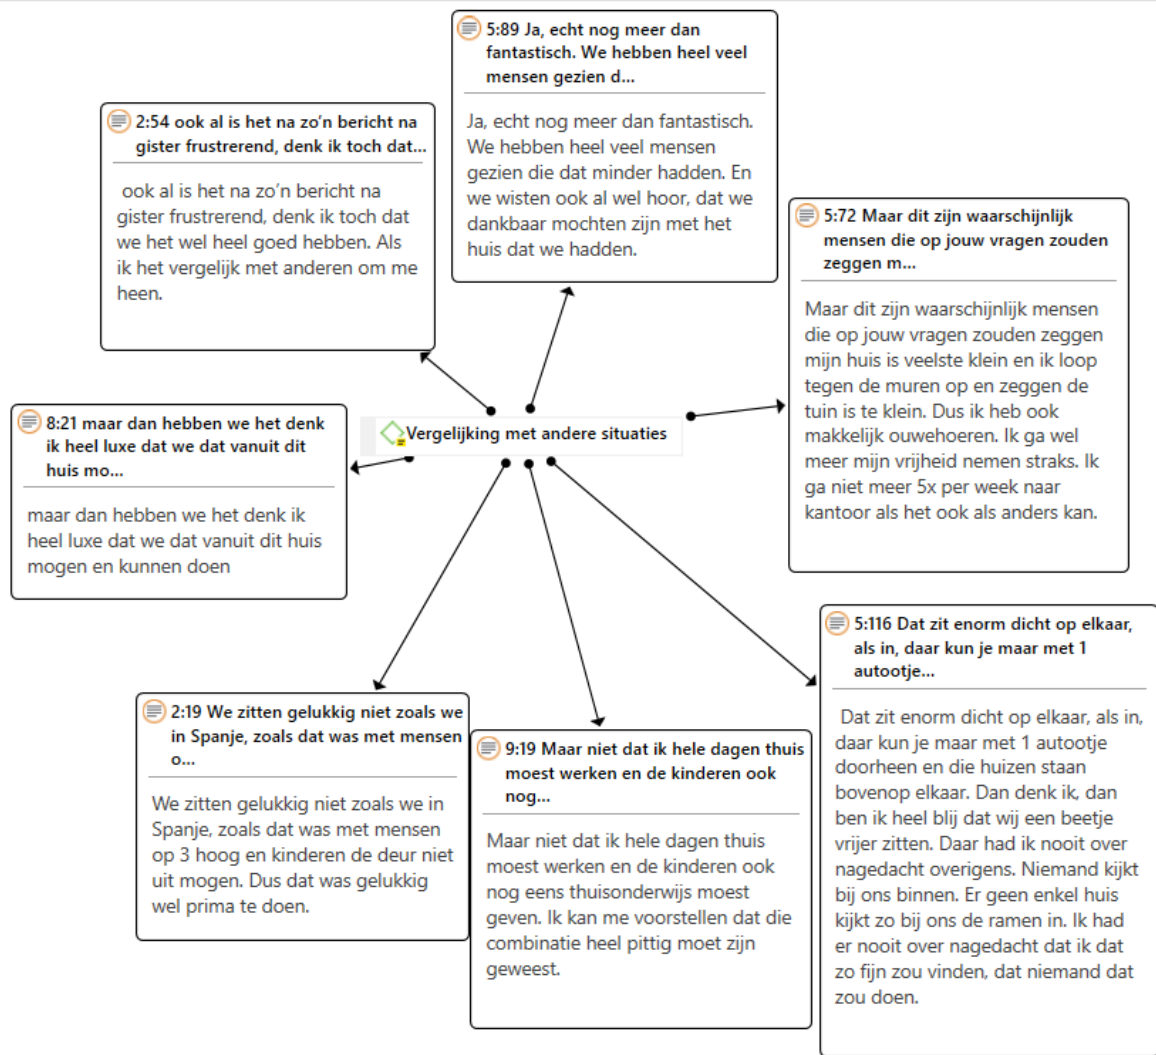 5:89 Ja, echt nog meer dan
fantastisch. We hebben heel veel
mensen gezien d...
Ja, echt nog meer dan fantastisch.
We hebben heel veel mensen
gezien die dat minder hadden. En
we wisten ook al wel hoor, dat we
dankbaar mochten zijn met het
huis dat we hadden.
2:54 ook al is het na zo'n bericht na
gister frustrerend, denk ik toch dat...
ook al is het na zo'n bericht na
gister frustrerend, denk ik toch dat
we het wel heel goed hebben. Als
ik het vergelijk met anderen om me
heen.
5:72 Maar dit zijn waarschijnlijk
mensen die op jouw vragen zouden
zeggen m...
Maar dit zijn waarschijnlijk mensen
die op jouw vragen zouden zeggen
mijn huis is veelste klein en ik loop
tegen de muren op en zeggen de
tuin is te klein. Dus ik heb ook
makkelijk ouwehoeren. Ik ga wel
meer mijn vrijheid nemen straks. Ik
ga niet meer 5x per week naar
kantoor als het ook als anders kan.
8:21 maar dan hebben we het denk
ik heel luxe dat we dat vanuit dit
huis mo...
maar dan hebben we het denk ik
heel luxe dat we dat vanuit dit huis
mogen en kunnen doen
Vergelijking met andere situaties
2:19 We zitten gelukkig niet zoals we
in Spanje, zoals dat was met mensen
o...
We zitten gelukkig niet zoals we in
Spanje, zoals dat was met mensen
op 3 hoog en kinderen de deur niet
uit mogen. Dus dat was gelukkig
wel prima te doen.
9:19 Maar niet dat ik hele dagen thuis
moest werken en de kinderen ook
nog...
Maar niet dat ik hele dagen thuis
moest werken en de kinderen ook
nog eens thuisonderwijs moest
geven. Ik kan me voorstellen dat die
combinatie heel pittig moet zijn
geweest.
5:116 Dat zit enorm dicht op elkaar,
als in, daar kun je maar met 1
autootje...
Dat zit enorm dicht op elkaar, als in,
daar kun je maar met 1 autootje
doorheen en die huizen staan
bovenop elkaar. Dan denk ik, dan
ben ik heel blij dat wij een beetje
vrijer zitten. Daar had ik nooit over
nagedacht overigens. Niemand kijkt
bij ons binnen. Er geen enkel huis
kijkt zo bij ons de ramen in. Ik had
er nooit over nagedacht dat ik dat
zo fijn zou vinden, dat niemand dat
zou doen.